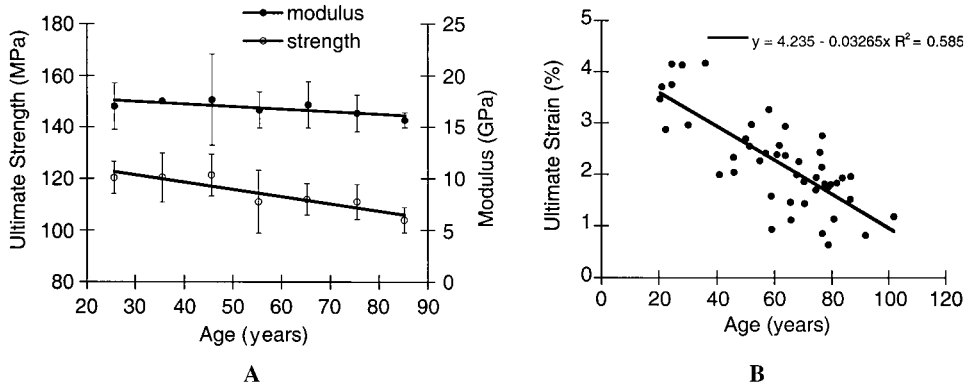 modulus
strength
Ultimate Strength (MPa)
180
160
140
120
100
80
25
20
15
10
5
0
Modulus (GPa)
20 30 40 50 60 70 80 90
Age (years)
A
y = 4.235 - 0.03265x R² = 0.585
Ultimate Strain (%)
5
4
3
2
1
0
0 20 40 60 80 100 120
Age (years)
B